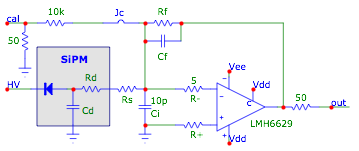 cal 10k Jc Rf
50 Cf
SiPM
HV Rd Rs 10p 5 Vee Vdd
Cd Ci R- c 50 out
R+ LMH6629
Vdd